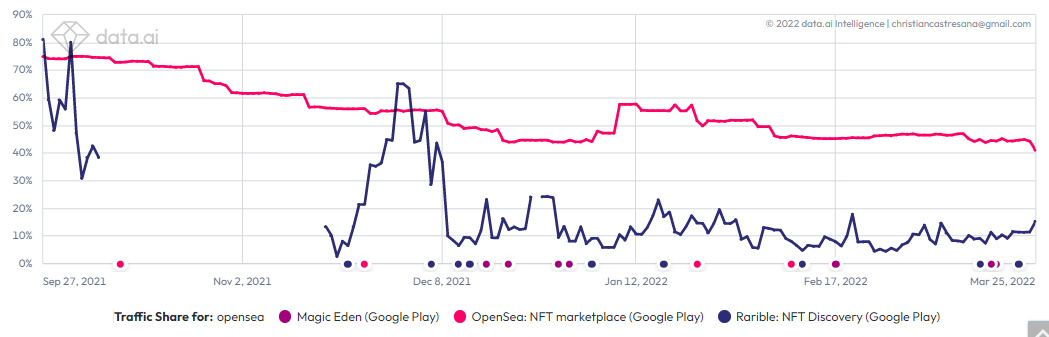 90%
© 2022 data.ai Intelligence | christiancastresana@gmail.com
data.ai
80%
70%
60%
50%
40%
30%
20%
10%
0%
Sep 27, 2021 Nov 2, 2021 Dec 8, 2021 Jan 12, 2022 Feb 17, 2022 Mar 25, 2022
Traffic Share for: opensea Magic Eden (Google Play) OpenSea: NFT marketplace (Google Play) Rarible: NFT Discovery (Google Play)